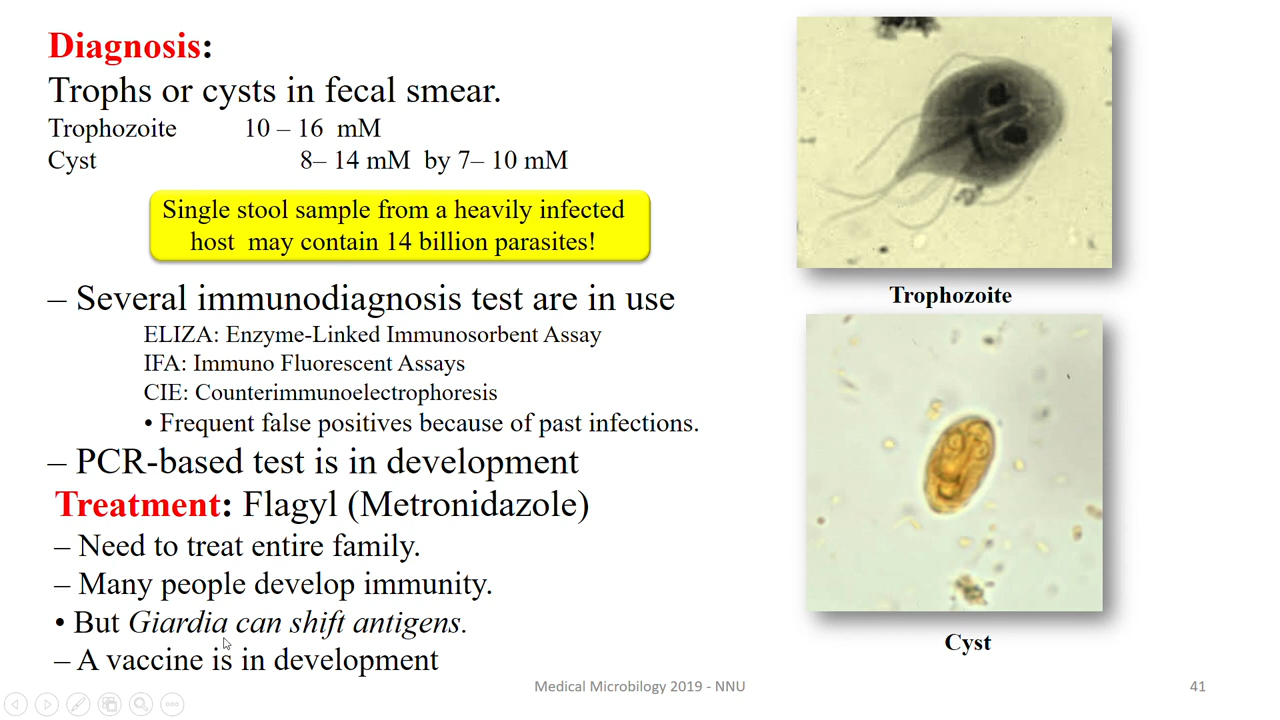 Diagnosis:
Trophs or cysts in fecal smear.
Trophozoite 10 – 16 mM
Cyst 8– 14 mM by 7– 10 mM
Single stool sample from a heavily infected
host may contain 14 billion parasites!
– Several immunodiagnosis test are in use
ELIZA: Enzyme-Linked Immunosorbent Assay
IFA: Immuno Fluorescent Assays
CIE: Counterimmunoelectrophoresis
• Frequent false positives because of past infections.
– PCR-based test is in development
Treatment: Flagyl (Metronidazole)
– Need to treat entire family.
– Many people develop immunity.
• But Giardia can shift antigens.
– A vaccine is in development
Trophozoite
Cyst
Medical Microbilogy 2019 - NNU
41